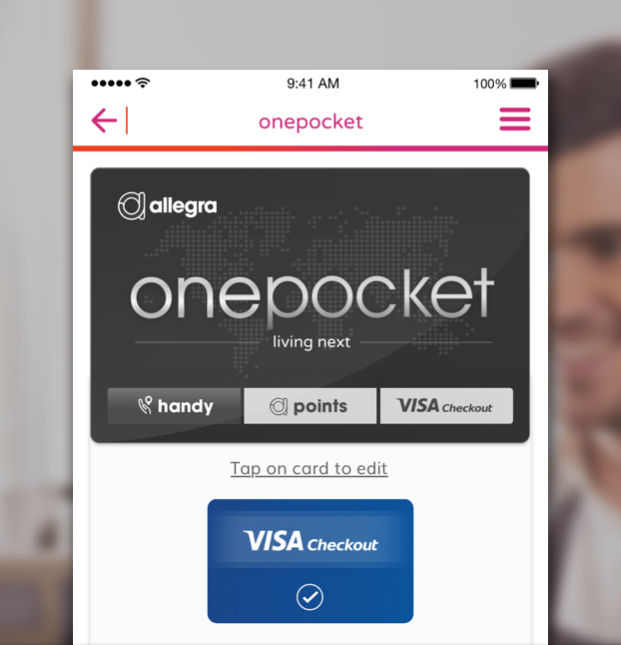 9:41 AM 100%
onepocket
allegra
onepocket
living next
handy points VISA Checkout
Tap on card to edit
VISA Checkout